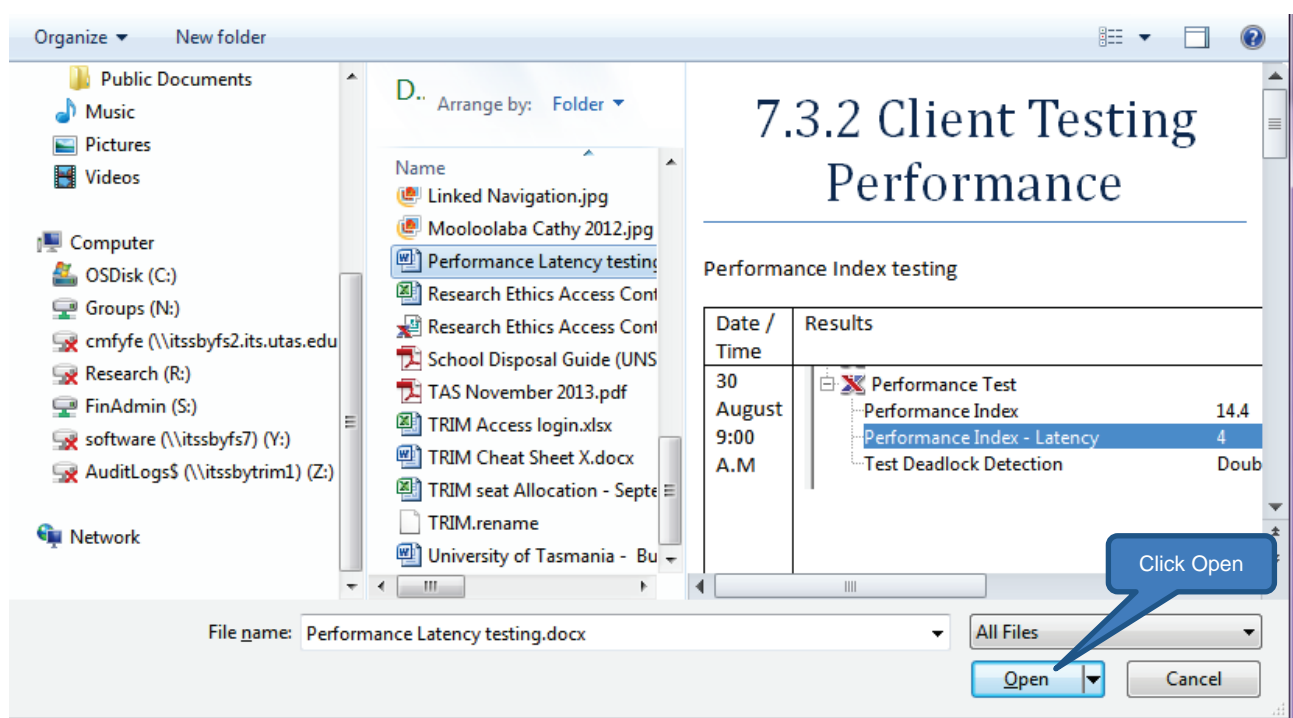 Organize New folder
Public Documents
Music
Pictures
Videos
Computer
OSDisk (C:)
Groups (N:)
cmfyfe (\\itssbyfs2.its.utas.edu
Research (R:)
FinAdmin (S:)
software (\\itssbyfs7) (Y:)
AuditLogs$ (\\itssbytrim1) (Z:)
Network
D.. Arrange by: Folder
Name
Linked Navigation.jpg
Mooloolaba Cathy 2012.jpg
Performance Latency testing
Research Ethics Access Cont
Research Ethics Access Cont
School Disposal Guide (UNS
TAS November 2013.pdf
TRIM Access login.xlsx
TRIM Cheat Sheet X.docx
TRIM seat Allocation - Septe
TRIM.rename
University of Tasmania - Bu
7.3.2 Client Testing
Performance
Performance Index testing
Date / Time Results
30 August 9:00 A.M
Performance Test
Performance Index 14.4
Performance Index - Latency 4
Test Deadlock Detection Doub
Click Open
File name: Performance Latency testing.docx All Files
Open Cancel